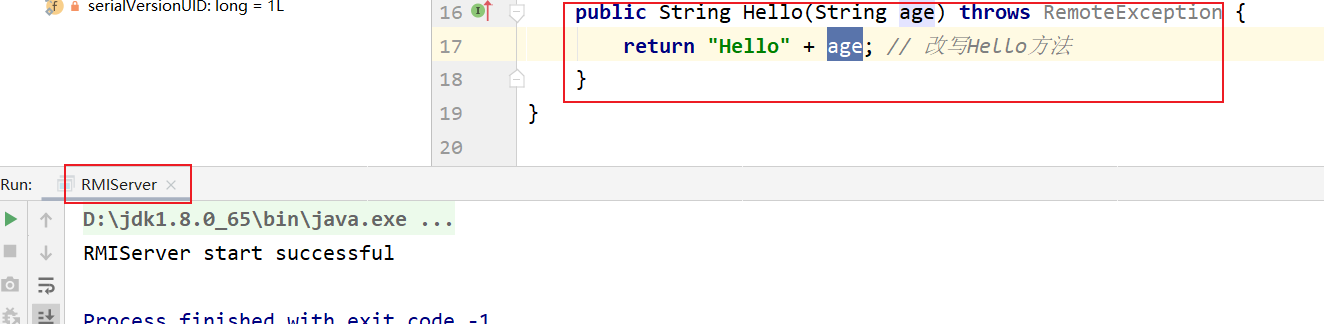 serialVersionUID: long = 1L
16 public String Hello(String age) throws RemoteException {
17 return "Hello" + age; // 改写Hello方法
18 }
19 }
20
Run: RMIServer ×
D:\jdk1.8.0_65\bin\java.exe ...
RMIServer start successful
Process finished with exit code -1